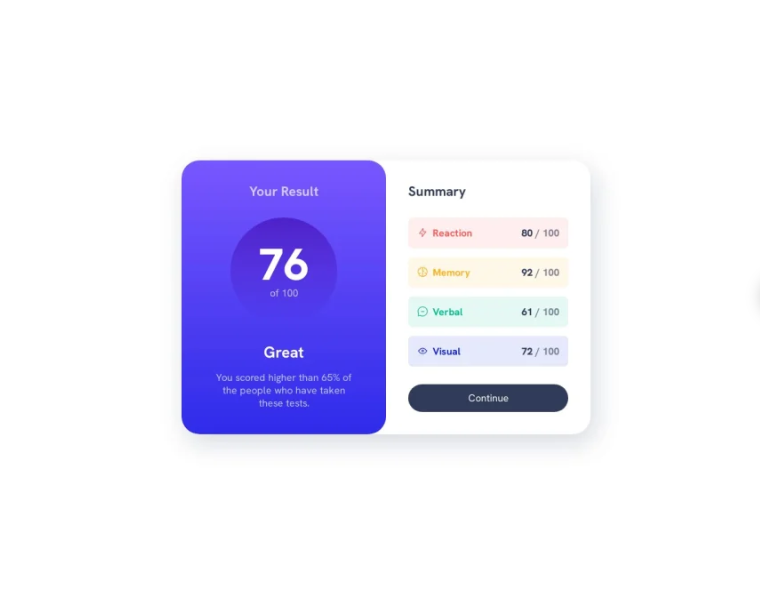 Your Result
76
of 100
Great
You scored higher than 65% of
the people who have taken
these tests.
Summary
Reaction 80 / 100
Memory 92 / 100
Verbal 61 / 100
Visual 72 / 100
Continue